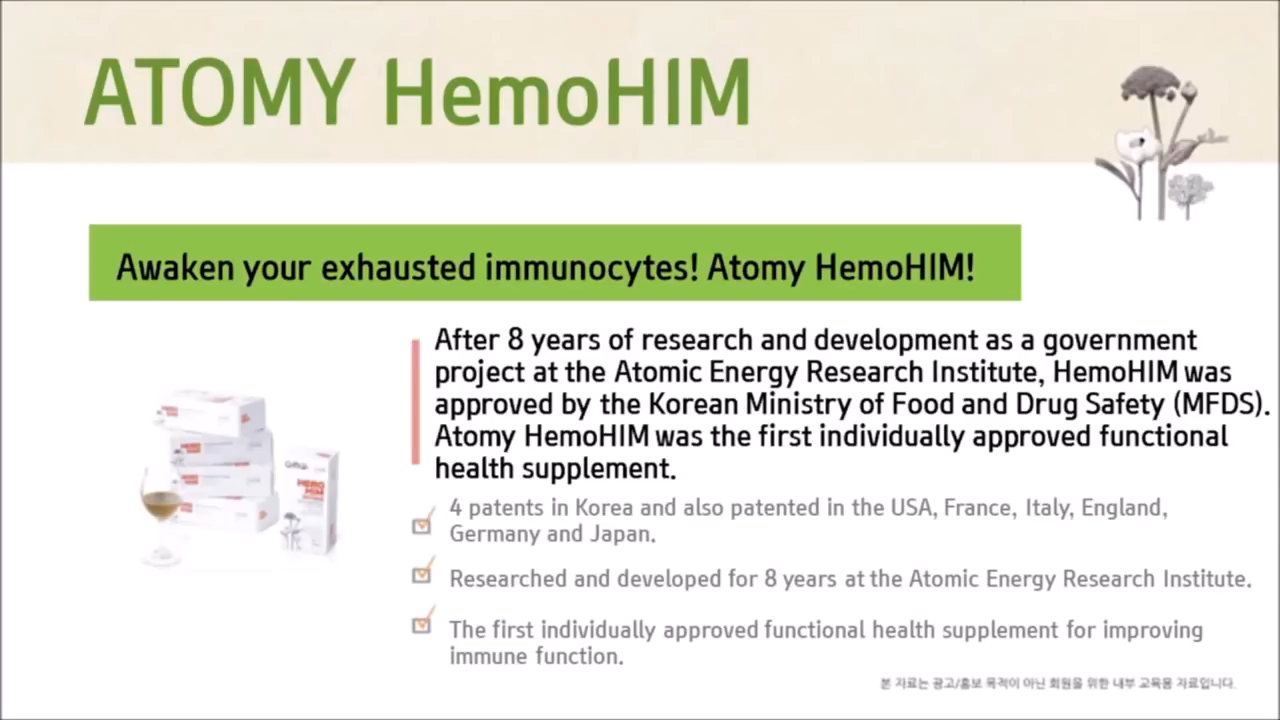 ATOMY HemoHIM
Awaken your exhausted immunocytes! Atomy HemoHIM!
After 8 years of research and development as a government
project at the Atomic Energy Research Institute, HemoHIM was
approved by the Korean Ministry of Food and Drug Safety (MFDS).
Atomy HemoHIM was the first individually approved functional
health supplement.
4 patents in Korea and also patented in the USA, France, Italy, England,
Germany and Japan.
Researched and developed for 8 years at the Atomic Energy Research Institute.
The first individually approved functional health supplement for improving
immune function.
HEMO
HIM
본 자료는 광고/홍보 목적이 아닌 회원을 위한 내부 교육용 자료입니다.